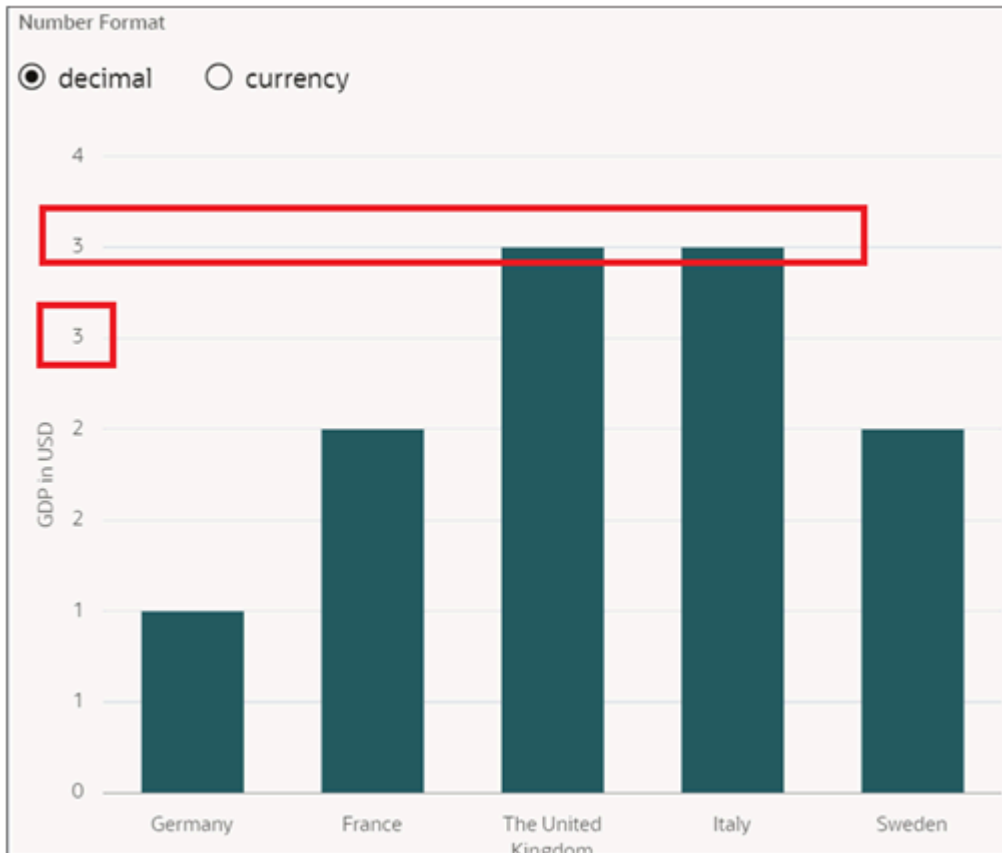 Number Format
decimal currency
4
3
3
2
2
1
1
0
GDP in USD
Germany France The United Kingdom Italy Sweden